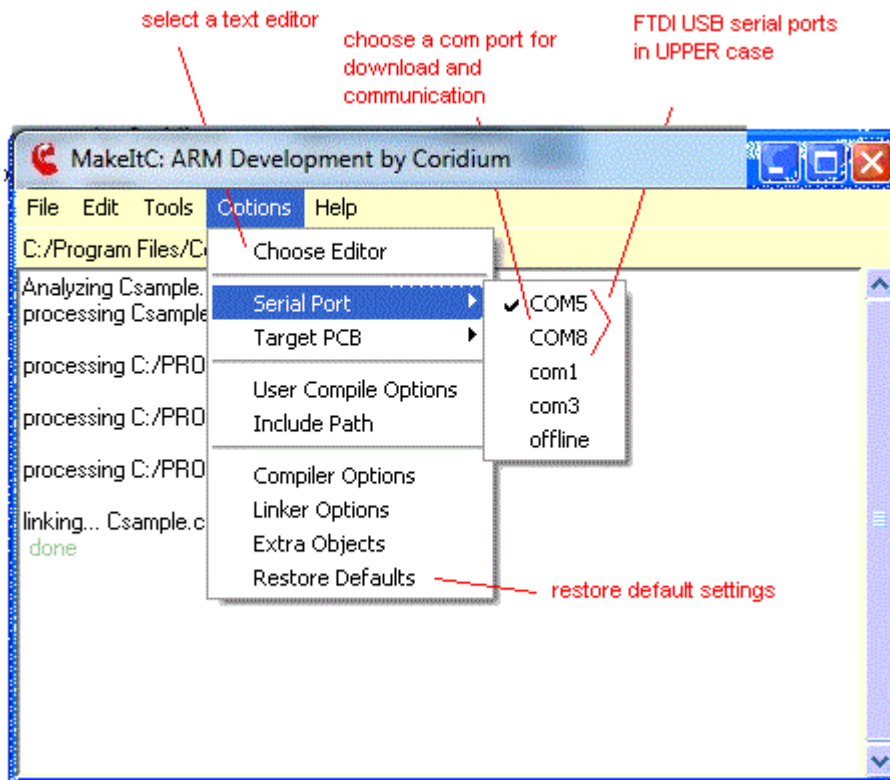 select a text editor
choose a com port for
download and
communication
FTDI USB serial ports
in UPPER case
MakeItC: ARM Development by Coridium
File Edit Tools Options Help
C:/Program Files/C
Choose Editor
Analyzing Csample.
processing Csample
Serial Port
COM5
Target PCB
COM8
processing C:/PRO
com1
User Compile Options
com3
processing C:/PRO
Include Path
offline
processing C:/PRO
Compiler Options
linking... Csample.c
Linker Options
done
Extra Objects
Restore Defaults
restore default settings